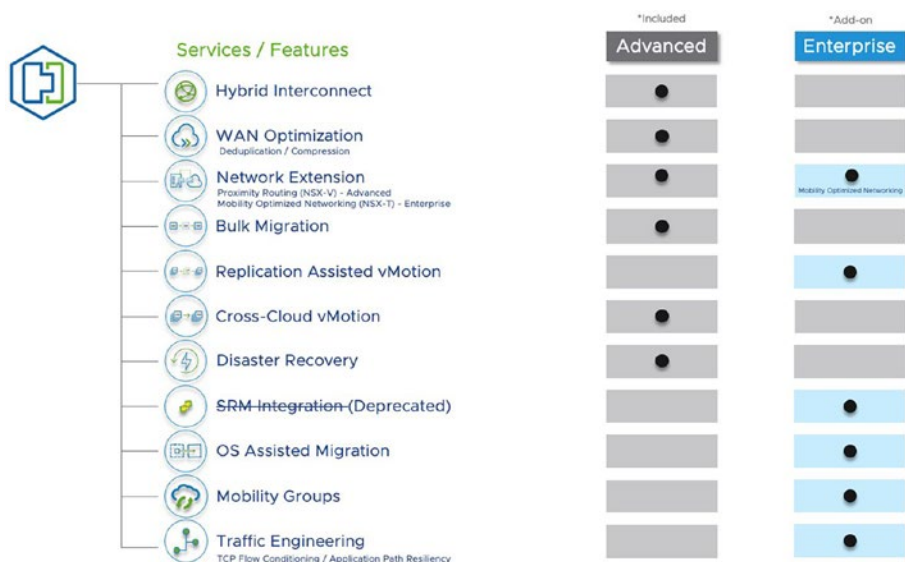 *Included
*Add-on
Services / Features
Advanced
Enterprise
Hybrid Interconnect
WAN Optimization
Deduplication / Compression
Network Extension
Proximity Routing (NSX-V) - Advanced
Mobility Optimized Networking (NSX-T) - Enterprise
Mobility Optimized Networking
Bulk Migration
Replication Assisted vMotion
Cross-Cloud vMotion
Disaster Recovery
SRM Integration (Deprecated)
OS Assisted Migration
Mobility Groups
Traffic Engineering
TCP Flow Conditioning / Application Path Resiliency